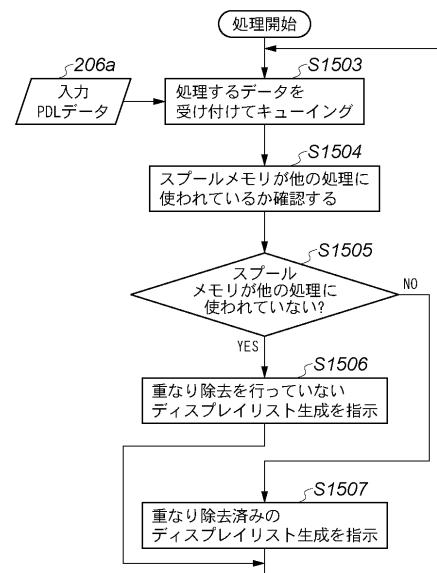 処理開始
206a
入力
PDLデータ
S1503
処理するデータを
受け付けてキューイング
S1504
スプールメモリが他の処理に
使われているか確認する
S1505
スプール
メモリが他の処理に
使われていない?
NO
YES
S1506
重なり除去を行っていない
ディスプレイリスト生成を指示
S1507
重なり除去済みの
ディスプレイリスト生成を指示